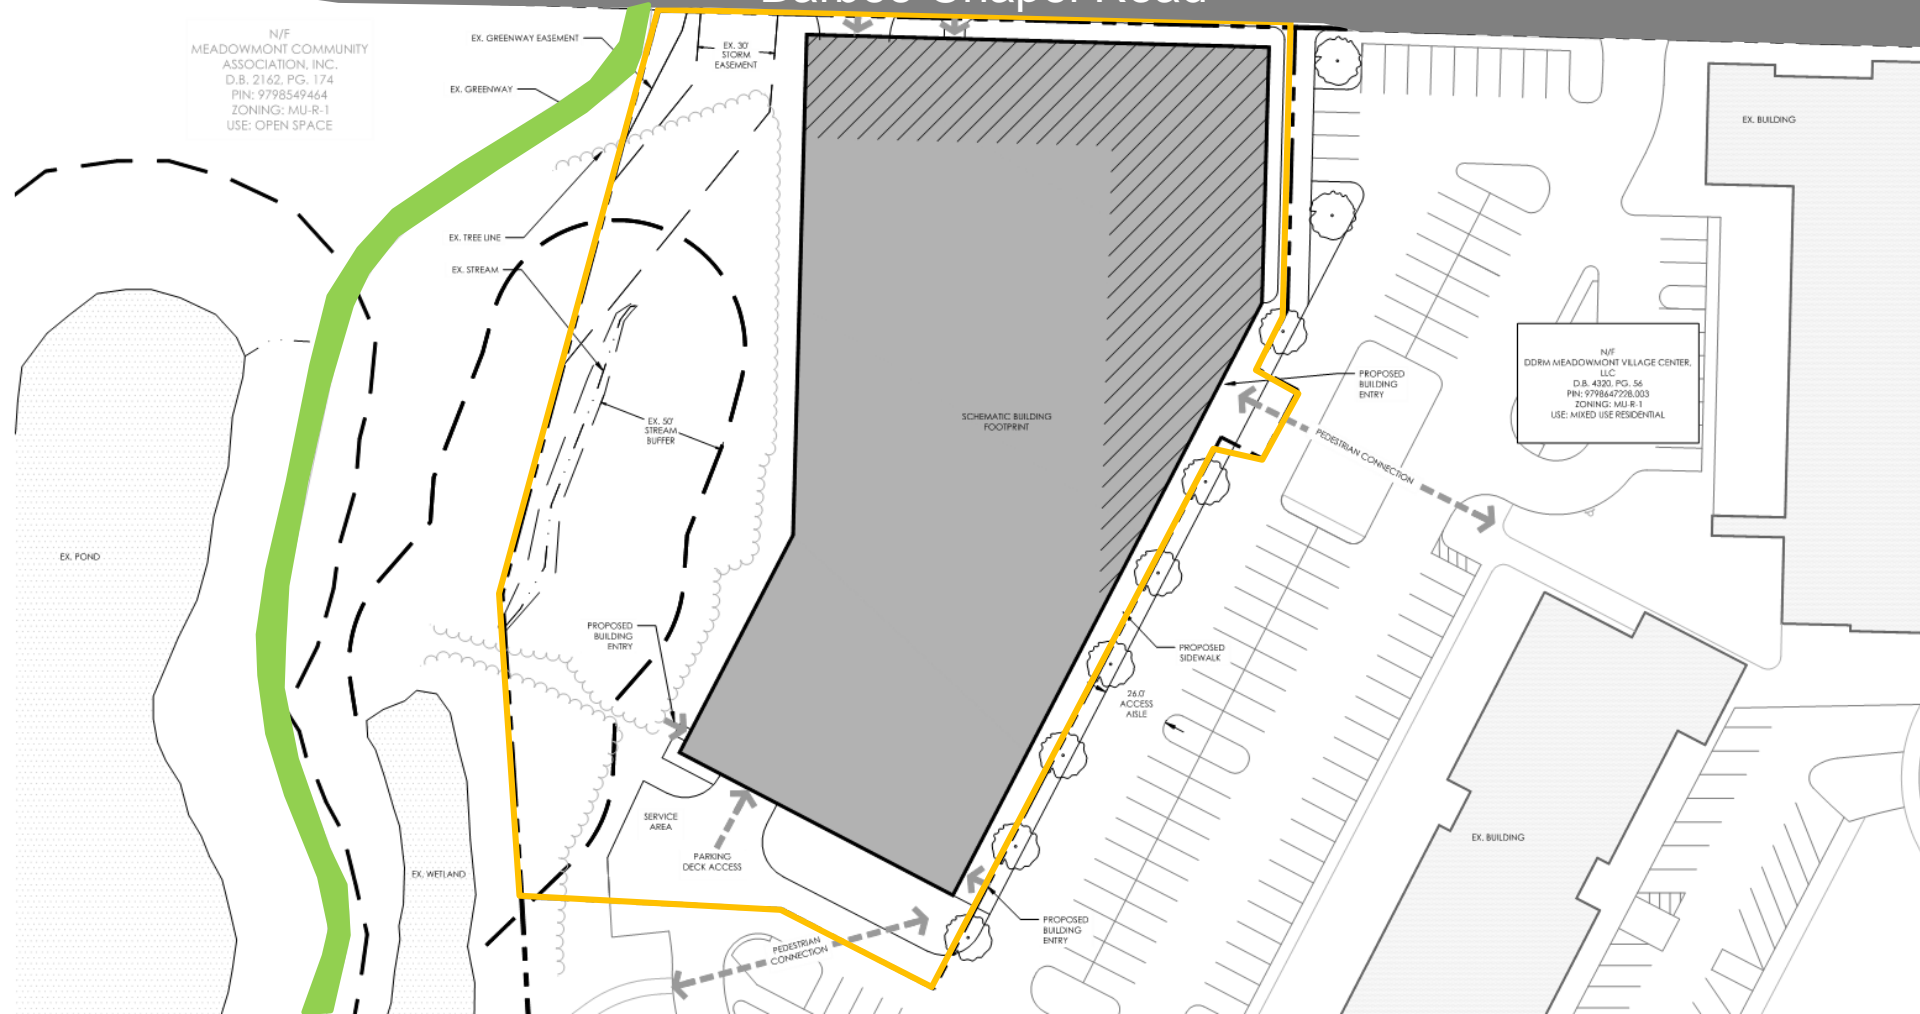 Barbee Chapel Road
N/F
MEADOWMONT COMMUNITY
ASSOCIATION, INC.
D.B. 2162, PG. 174
PIN: 9798549464
ZONING: MU-R-1
USE: OPEN SPACE
EX. GREENWAY EASEMENT
EX. GREENWAY
EX. 30'
STORM
EASEMENT
EX. BUILDING
EX. TREE LINE
EX. STREAM
EX. 50'
STREAM
BUFFER
SCHEMATIC BUILDING
FOOTPRINT
PROPOSED
BUILDING
ENTRY
PEDESTRIAN CONNECTION
N/F
DDRM MEADOWMONT VILLAGE CENTER,
LLC
D.B. 4320, PG. 56
PIN: 9798647228.003
ZONING: MU-R-1
USE: MIXED USE RESIDENTIAL
EX. POND
PROPOSED
BUILDING
ENTRY
PROPOSED
SIDEWALK
26.0'
ACCESS
AISLE
SERVICE
AREA
PARKING
DECK ACCESS
EX. WETLAND
EX. BUILDING
PROPOSED
BUILDING
ENTRY
PEDESTRIAN
CONNECTION